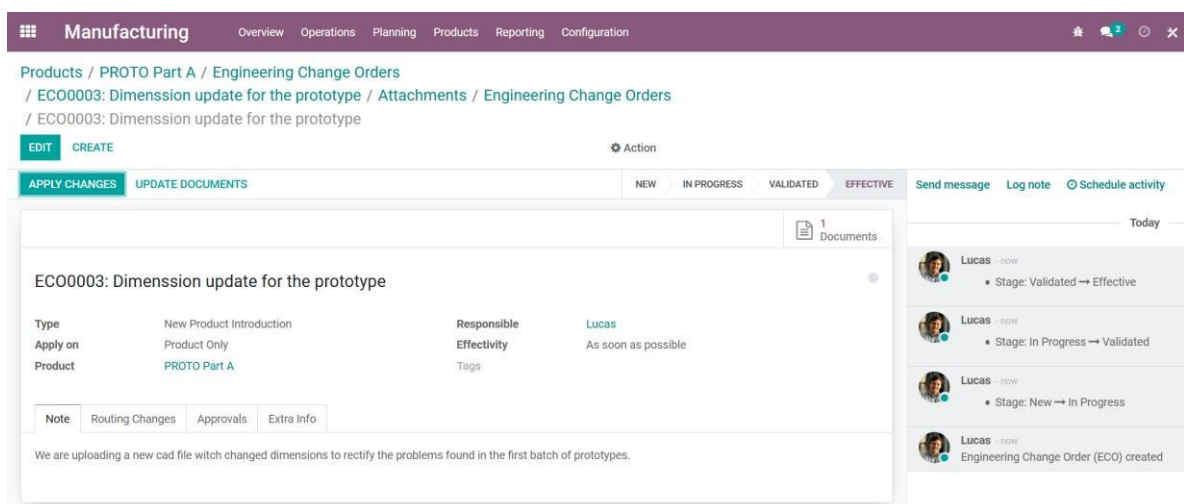 Manufacturing Overview Operations Planning Products Reporting Configuration 2
Products / PROTO Part A / Engineering Change Orders
/ ECO0003: Dimenssion update for the prototype / Attachments / Engineering Change Orders
/ ECO0003: Dimenssion update for the prototype
EDIT CREATE Action
APPLY CHANGES UPDATE DOCUMENTS NEW IN PROGRESS VALIDATED EFFECTIVE
1
Documents
ECO0003: Dimenssion update for the prototype
Type New Product Introduction Responsible Lucas
Apply on Product Only Effectivity As soon as possible
Product PROTO Part A Tags
Note Routing Changes Approvals Extra Info
We are uploading a new cad file witch changed dimensions to rectify the problems found in the first batch of prototypes.
Send message Log note Schedule activity
Today
Lucas - now
• Stage: Validated → Effective
Lucas - now
• Stage: In Progress → Validated
Lucas - now
• Stage: New → In Progress
Lucas - now
Engineering Change Order (ECO) created